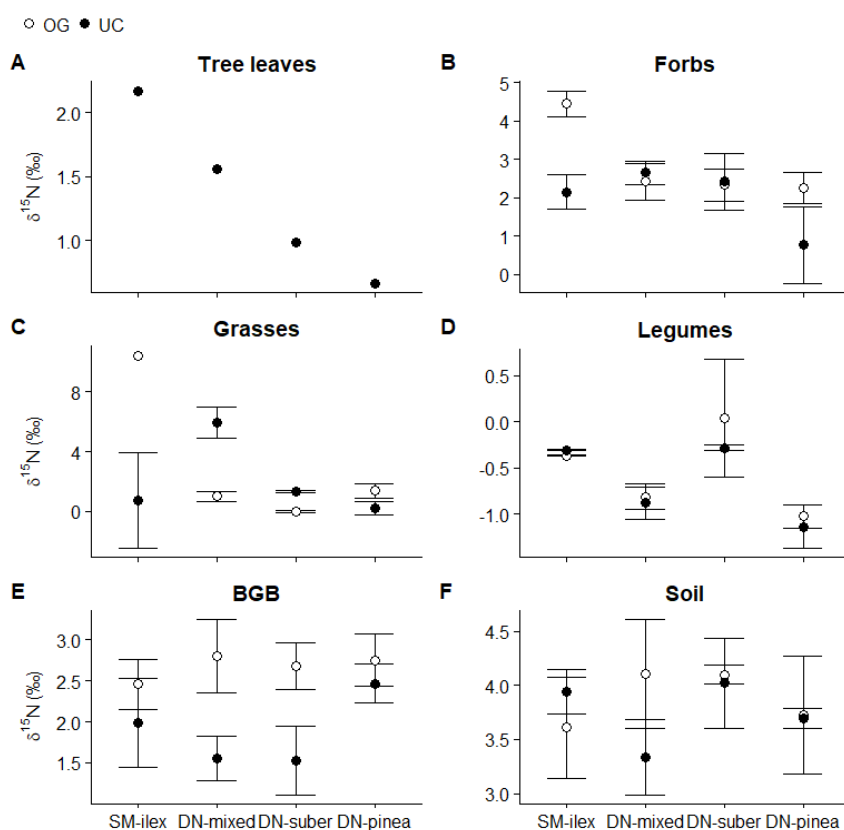 OG UC
A Tree leaves
B Forbs
δ¹⁵N (‰)
2.0
1.5
1.0
5
4
3
2
1
0
C Grasses
D Legumes
δ¹⁵N (‰)
8
4
0
0.5
0.0
-0.5
-1.0
E BGB
F Soil
δ¹⁵N (‰)
3.0
2.5
2.0
1.5
4.5
4.0
3.5
3.0
SM-ilex DN-mixed DN-suber DN-pinea
SM-ilex DN-mixed DN-suber DN-pinea